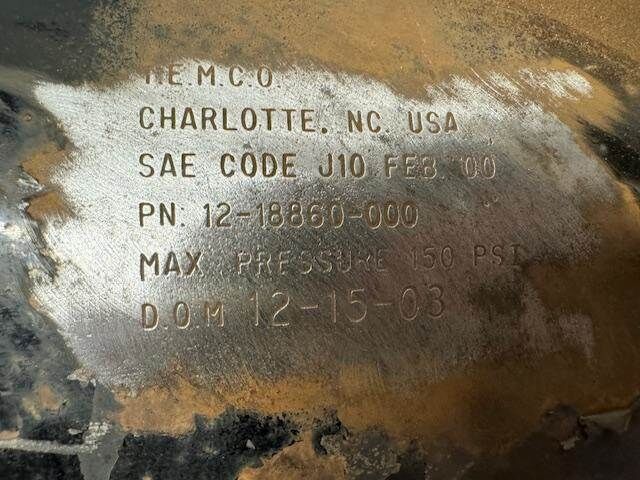 T.E.M.C.O.
CHARLOTTE, NC. USA
SAE CODE J10 FEB. 00
PN: 12-18860-000
MAX. PRESSURE 150 PSI
D.O.M 12-15-03